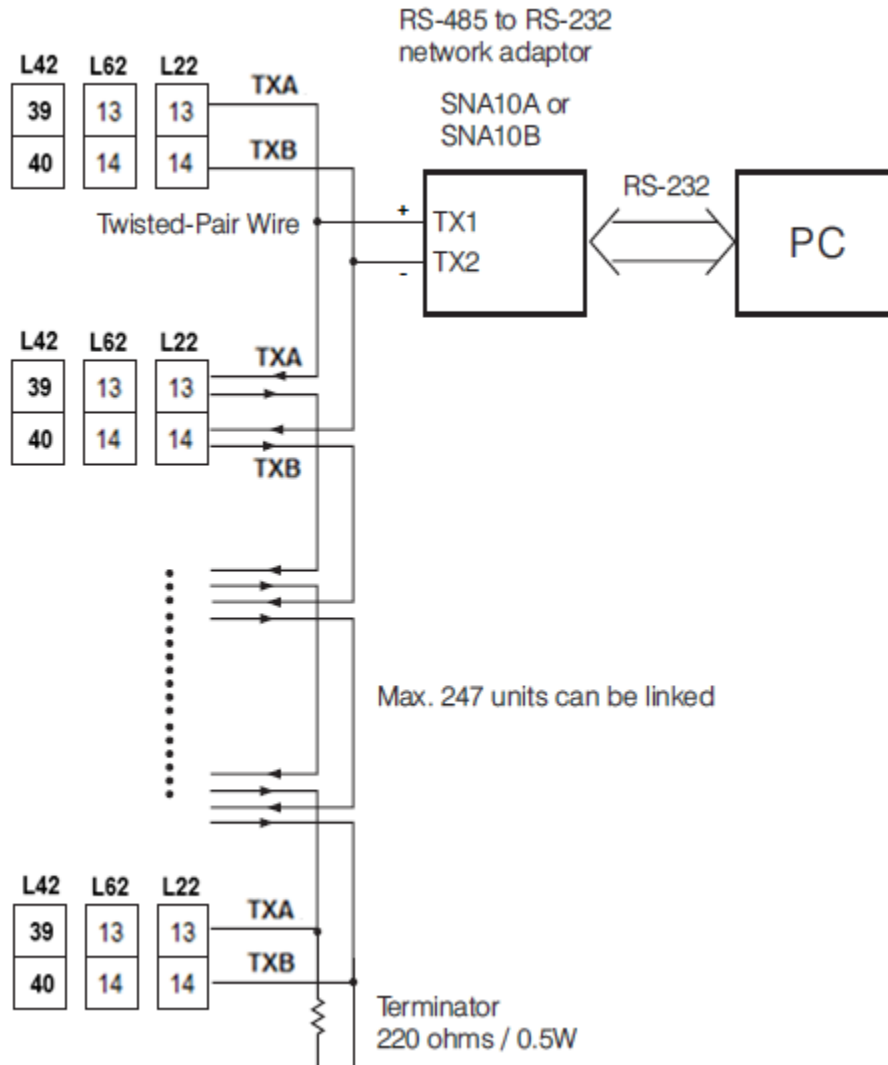 RS-485 to RS-232
network adaptor
L42 L62 L22
TXA
SNA10A or
SNA10B
39 13 13
40 14 14
TXB
RS-232
Twisted-Pair Wire
+ TX1
- TX2
PC
L42 L62 L22
TXA
39 13 13
40 14 14
TXB
Max. 247 units can be linked
L42 L62 L22
TXA
39 13 13
TXB
40 14 14
Terminator
220 ohms / 0.5W